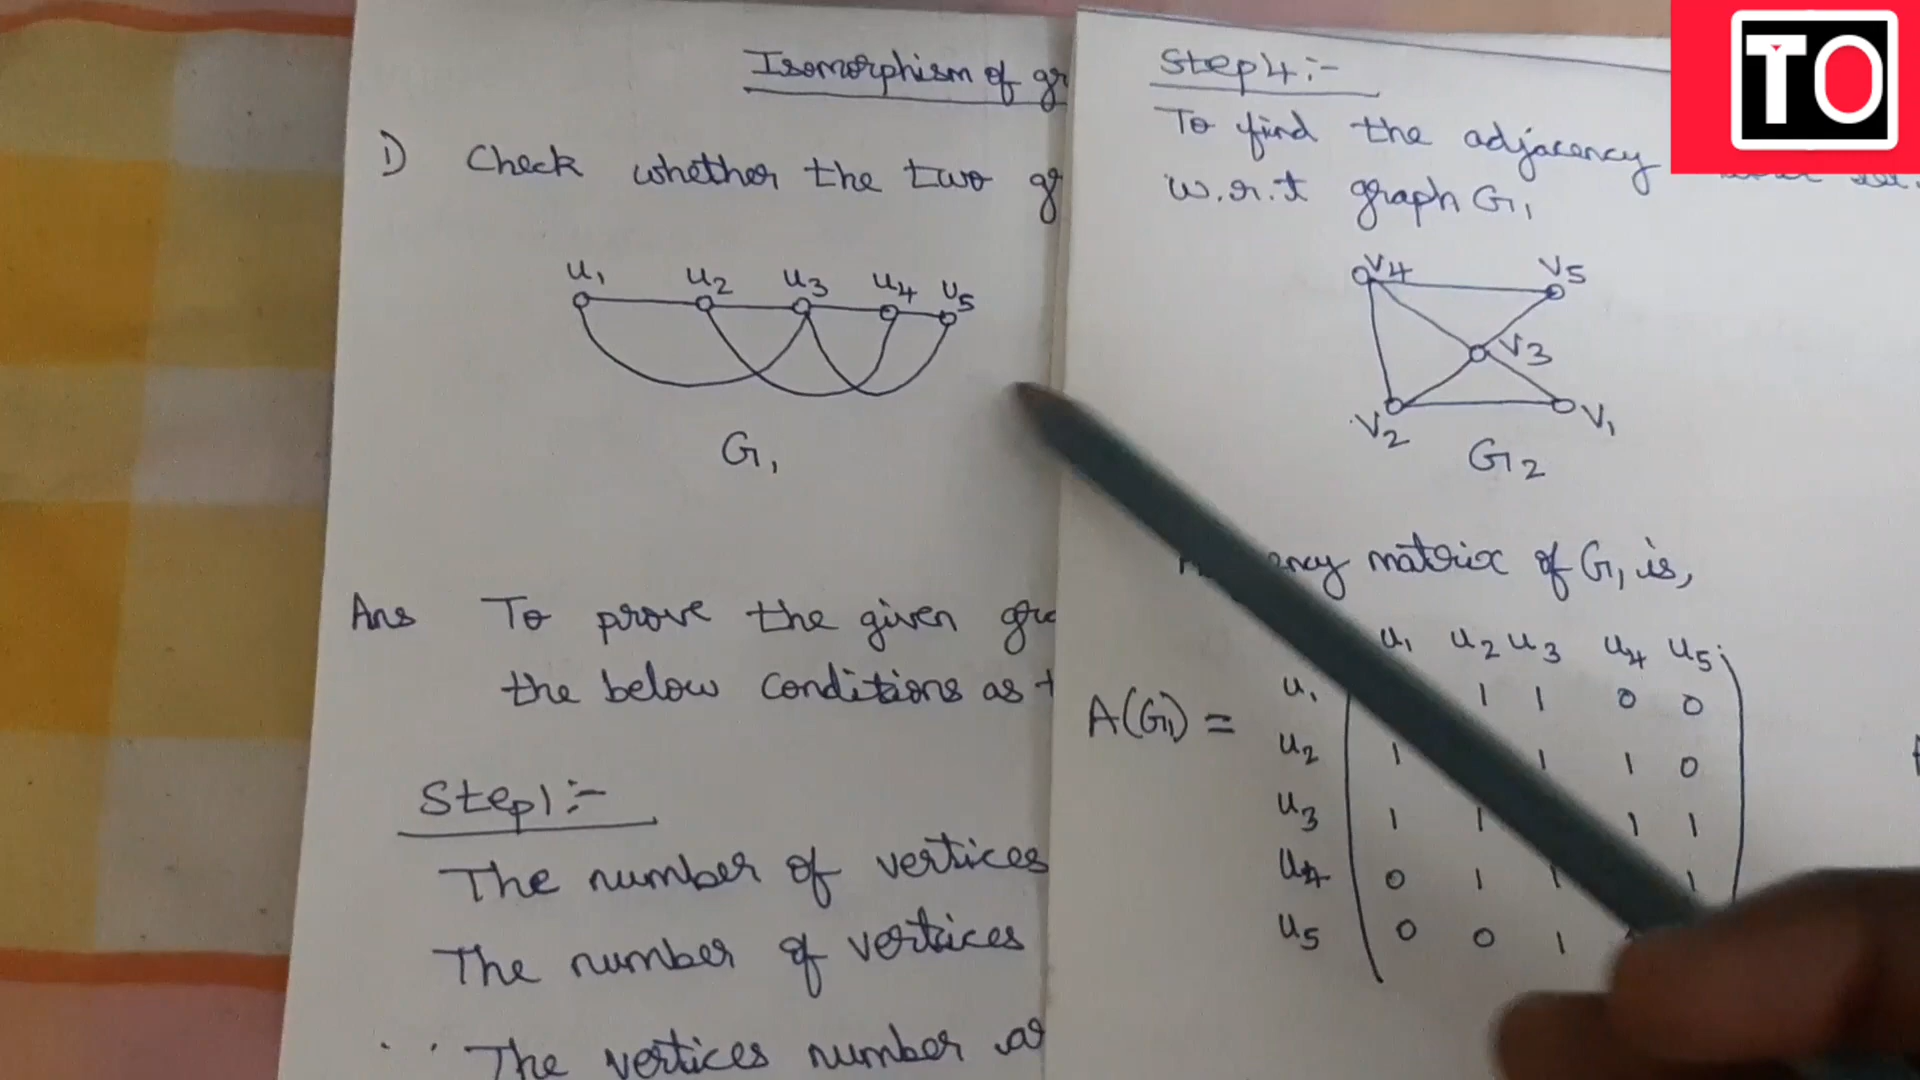 Isomorphism of gr
1) Check whether the two gr
u1 u2 u3 u4 u5
G1
Ans To prove the given gra
the below conditions as t
Step1:-
The number of vertices
The number of vertices
∴ The vertices number ar
Step4:-
To find the adjacency
w.r.t graph G1
V4 V5
V3
V2 V1
G2
ency matrix of G1 is,
u1 u2 u3 u4 u5
A(G1) =
u1 1 1 0 0
u2 1 1 1 0
u3 1 1 1 1
u4 0 1 1 1
u5 0 0 1
TO